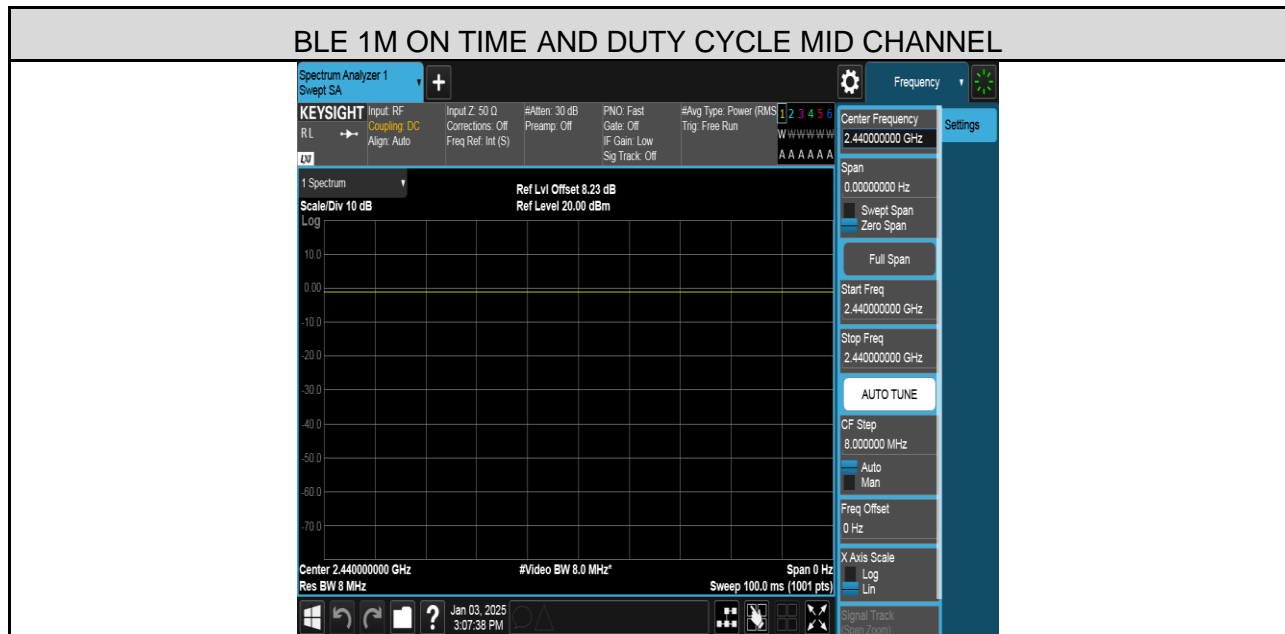 BLE 1M ON TIME AND DUTY CYCLE MID CHANNEL
Spectrum Analyzer 1
Swept SA
+
Frequency
KEYSIGHT
RL
LXI
Input: RF
Coupling: DC
Align: Auto
Input Z: 50 Ω
Corrections: Off
Freq Ref: Int (S)
#Atten: 30 dB
Preamp: Off
PNO: Fast
Gate: Off
IF Gain: Low
Sig Track: Off
#Avg Type: Power (RMS
Trig: Free Run
1 2 3 4 5 6
W W W W W W
A A A A A A
Center Frequency
2.440000000 GHz
Settings
Span
0.00000000 Hz
Swept Span
Zero Span
Full Span
Start Freq
2.440000000 GHz
Stop Freq
2.440000000 GHz
AUTO TUNE
CF Step
8.000000 MHz
Auto
Man
Freq Offset
0 Hz
X Axis Scale
Log
Lin
Signal Track
(Span Zoom)
1 Spectrum
Scale/Div 10 dB
Ref Lvl Offset 8.23 dB
Ref Level 20.00 dBm
Log
10.0
0.00
-10.0
-20.0
-30.0
-40.0
-50.0
-60.0
-70.0
Center 2.440000000 GHz
#Video BW 8.0 MHz*
Span 0 Hz
Res BW 8 MHz
Sweep 100.0 ms (1001 pts)
?
Jan 03, 2025
3:07:38 PM